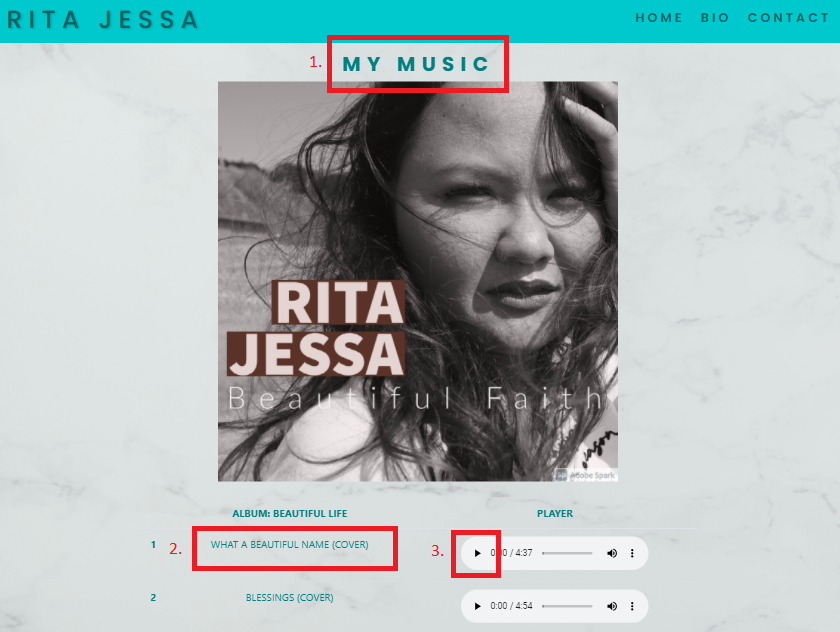 RITA JESSA
HOME BIO CONTACT
1. MY MUSIC
RITA
JESSA
Beautiful Faith
Adobe Spark
ALBUM: BEAUTIFUL LIFE PLAYER
1 2. WHAT A BEAUTIFUL NAME (COVER) 3. 0:00 / 4:37
2 BLESSINGS (COVER) 0:00 / 4:54